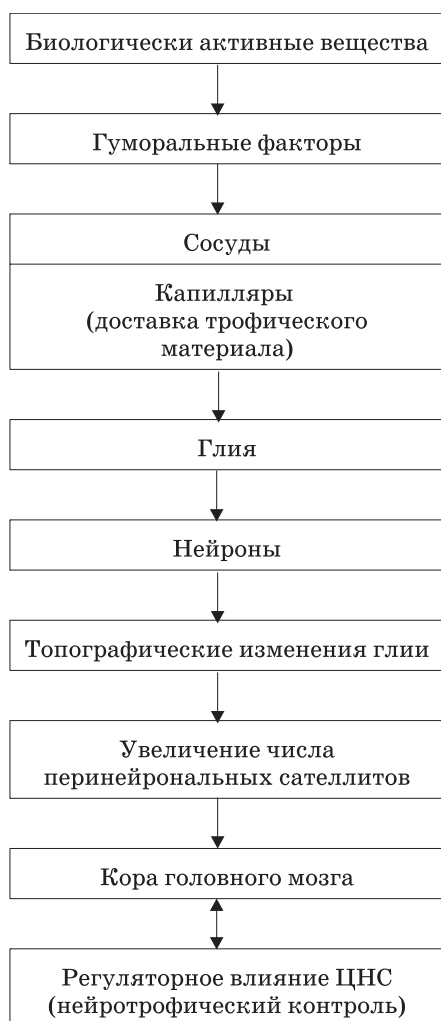 Биологически активные вещества
Гуморальные факторы
Сосуды
Капилляры
(доставка трофического
материала)
Глия
Нейроны
Топографические изменения глии
Увеличение числа
перинейрональных сателлитов
Кора головного мозга
Регуляторное влияние ЦНС
(нейротрофический контроль)